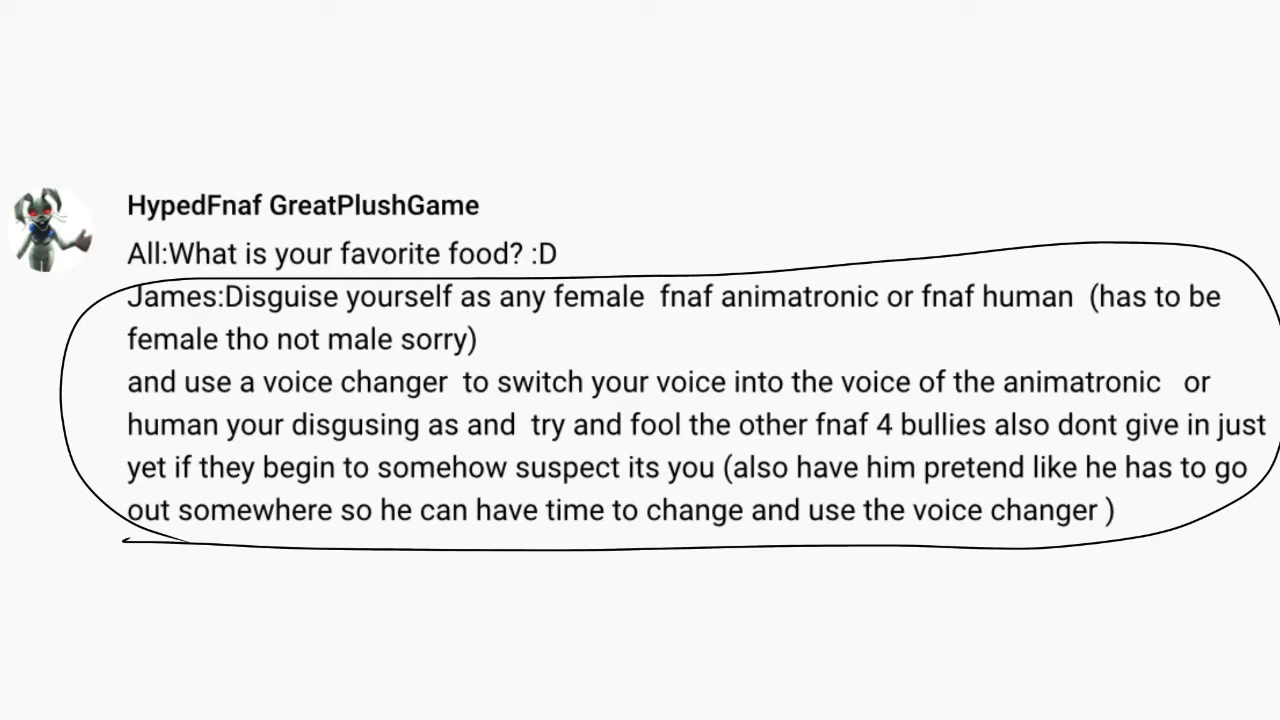 HypedFnaf GreatPlushGame
All:What is your favorite food? :D
James:Disguise yourself as any female  fnaf animatronic or fnaf human  (has to be
female tho not male sorry)
and use a voice changer  to switch your voice into the voice of the animatronic   or
human your disgusing as and  try and fool the other fnaf 4 bullies also dont give in just
yet if they begin to somehow suspect its you (also have him pretend like he has to go
out somewhere so he can have time to change and use the voice changer )